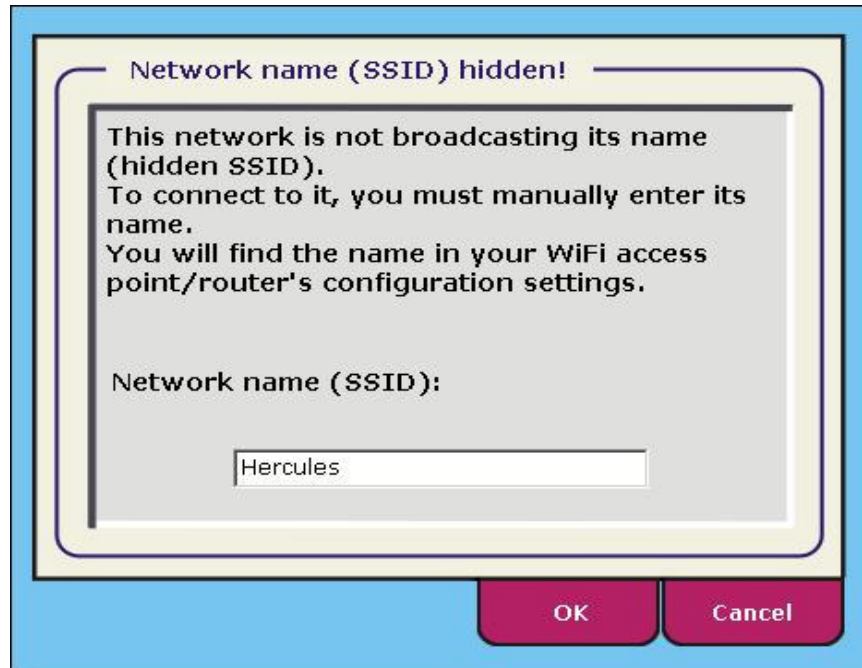 Network name (SSID) hidden!
This network is not broadcasting its name
(hidden SSID).
To connect to it, you must manually enter its
name.
You will find the name in your WiFi access
point/router's configuration settings.
Network name (SSID):
Hercules
OK Cancel